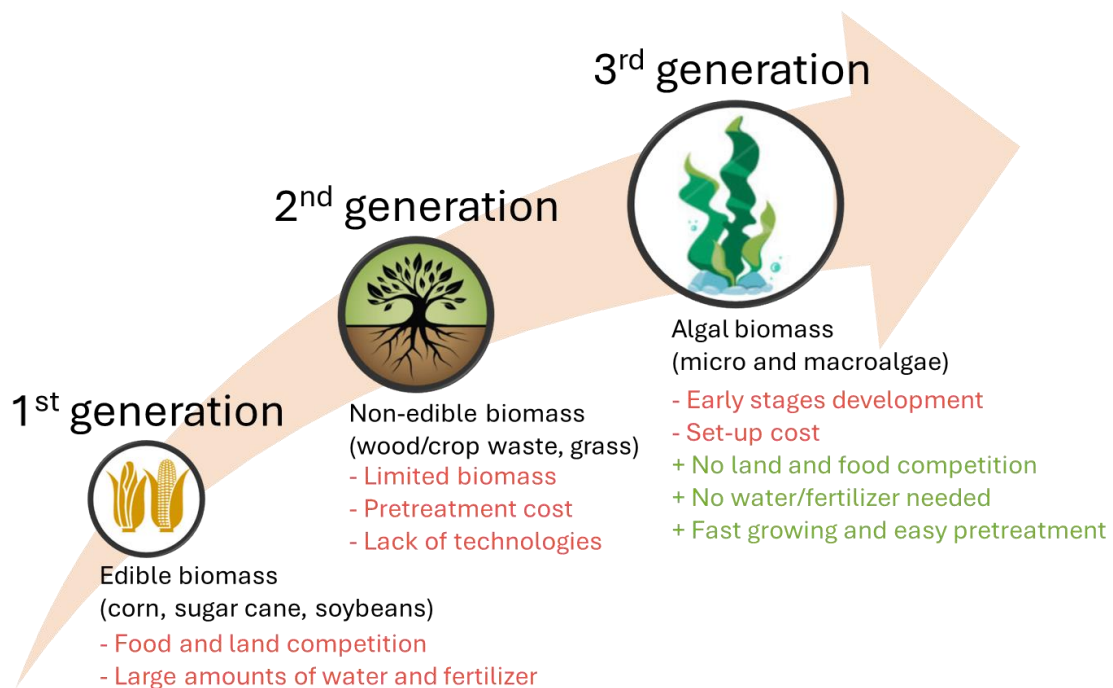 1st generation
Edible biomass
(corn, sugar cane, soybeans)
- Food and land competition
- Large amounts of water and fertilizer
2nd generation
Non-edible biomass
(wood/crop waste, grass)
- Limited biomass
- Pretreatment cost
- Lack of technologies
3rd generation
Algal biomass
(micro and macroalgae)
- Early stages development
- Set-up cost
+ No land and food competition
+ No water/fertilizer needed
+ Fast growing and easy pretreatment